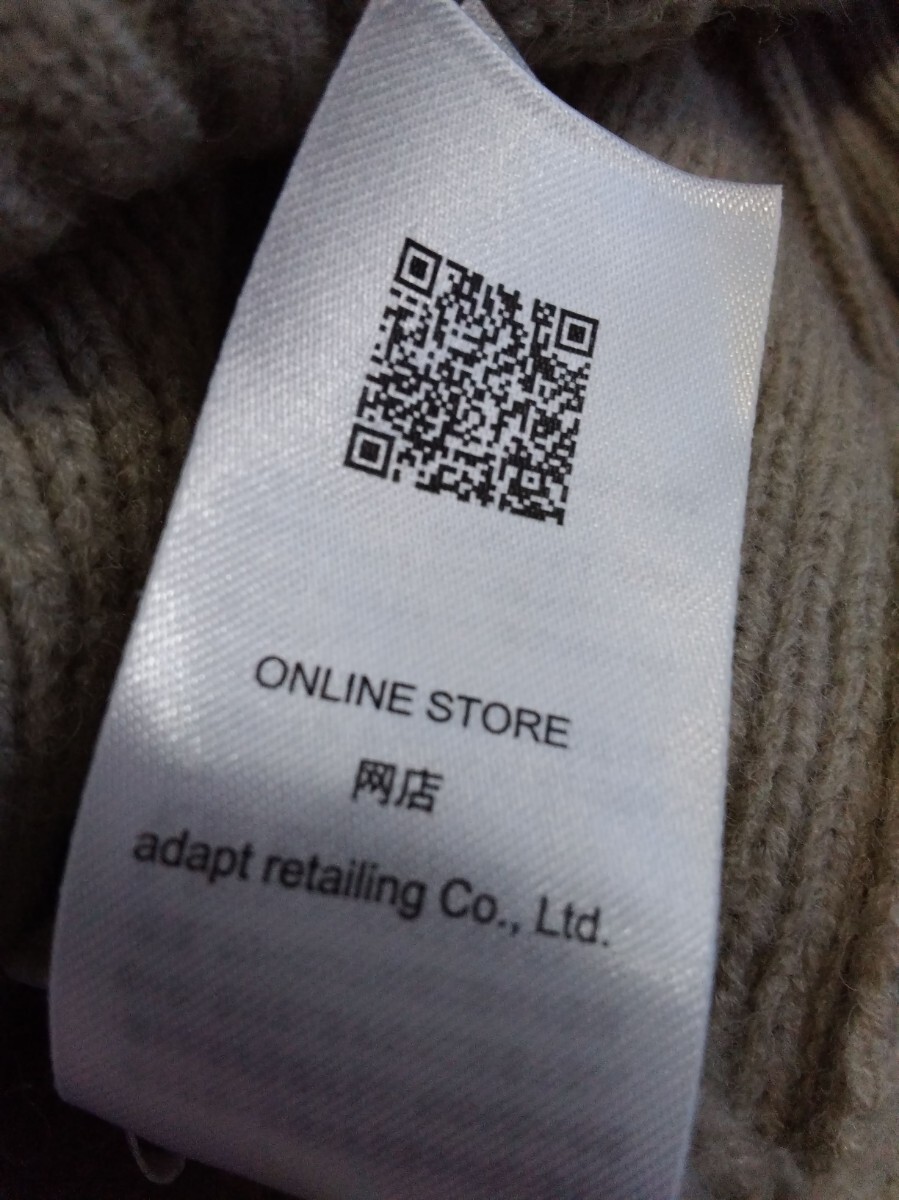 ONLINE STORE
网店
adapt retailing Co., Ltd.